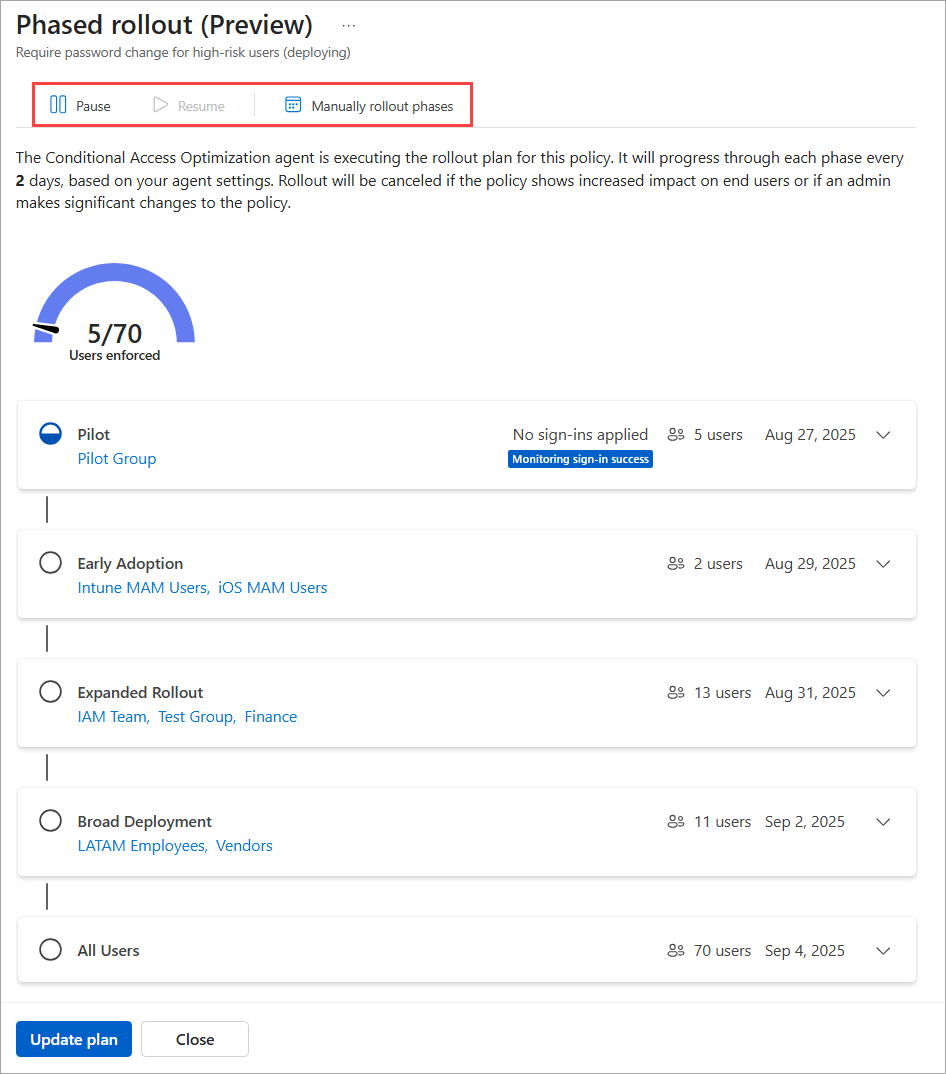 Phased rollout (Preview) ...
Require password change for high-risk users (deploying)
Pause Resume Manually rollout phases
The Conditional Access Optimization agent is executing the rollout plan for this policy. It will progress through each phase every
2 days, based on your agent settings. Rollout will be canceled if the policy shows increased impact on end users or if an admin
makes significant changes to the policy.
5/70
Users enforced
Pilot No sign-ins applied 5 users Aug 27, 2025
Pilot Group Monitoring sign-in success
Early Adoption 2 users Aug 29, 2025
Intune MAM Users, iOS MAM Users
Expanded Rollout 13 users Aug 31, 2025
IAM Team, Test Group, Finance
Broad Deployment 11 users Sep 2, 2025
LATAM Employees, Vendors
All Users 70 users Sep 4, 2025
Update plan Close